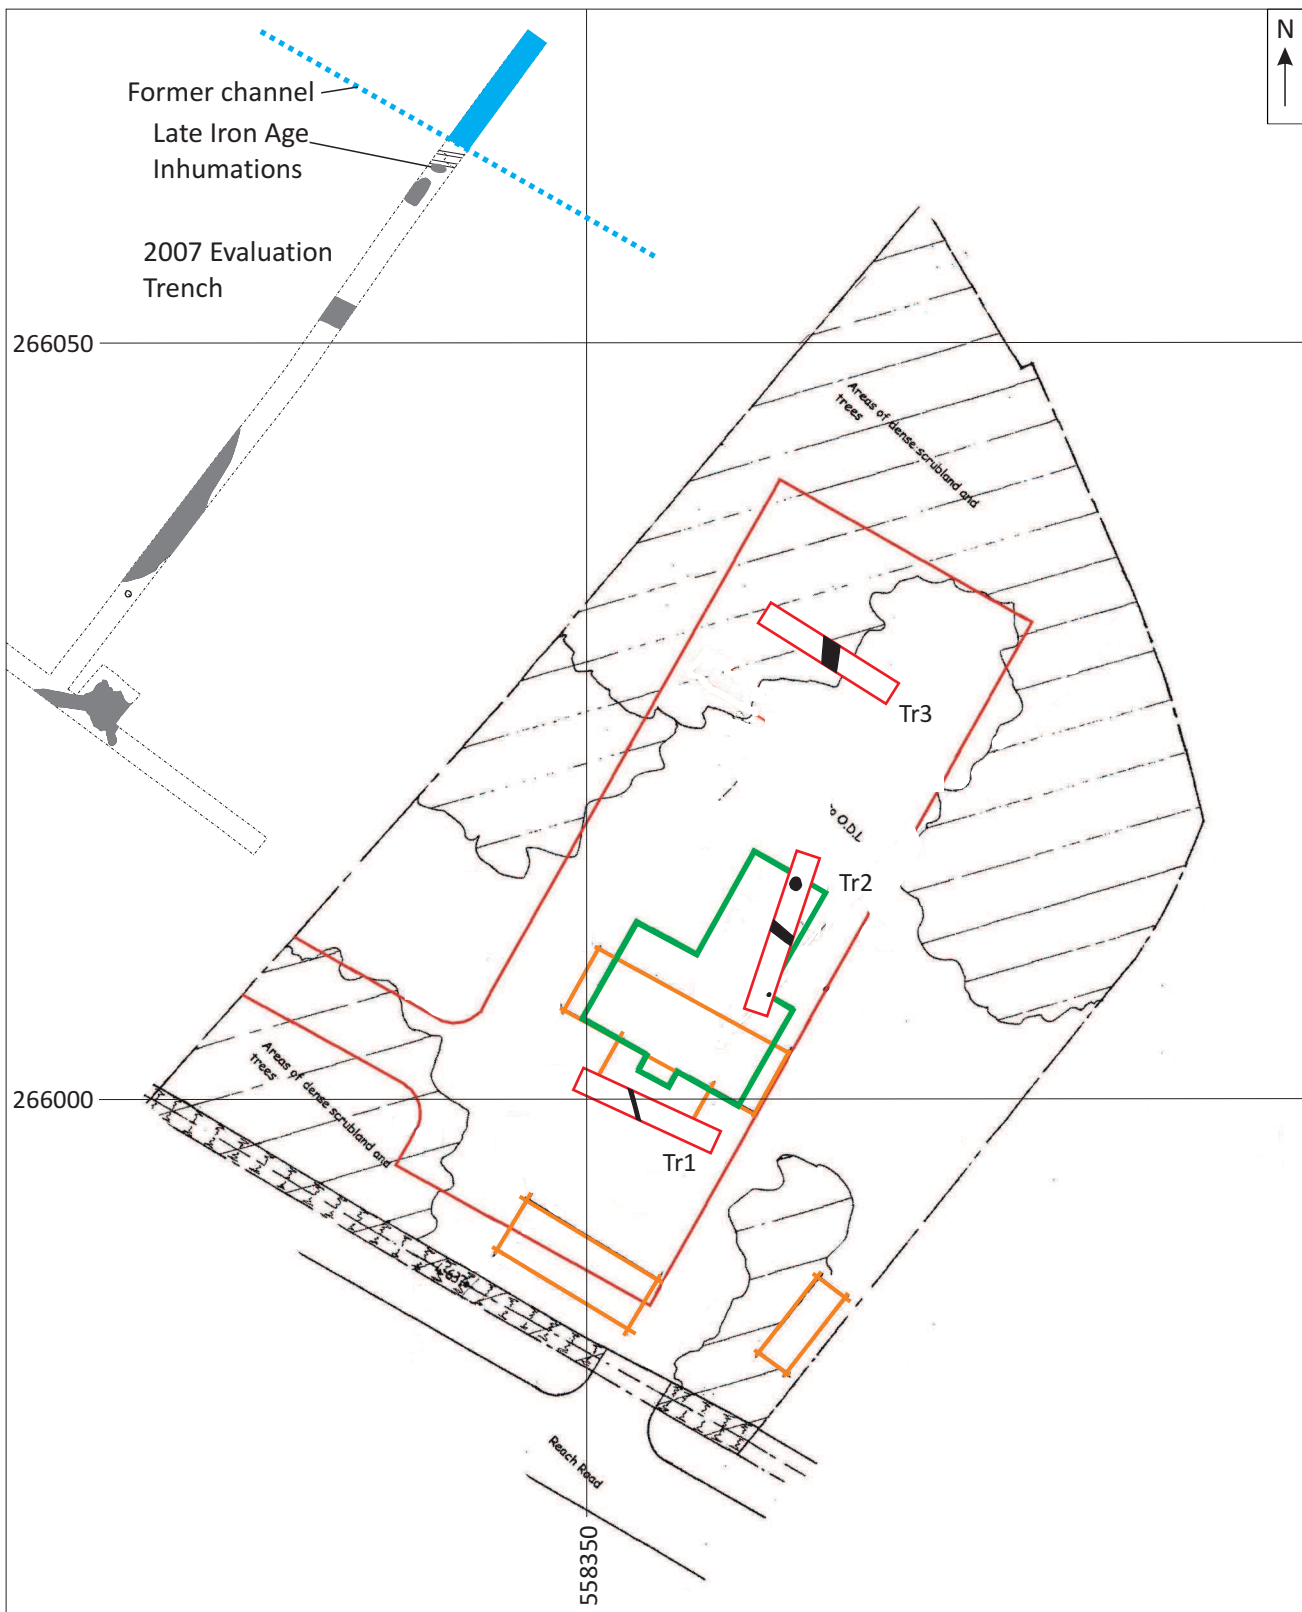 N
Former channel
Late Iron Age
Inhumations
2007 Evaluation
Trench
266050
Areas of dense scrubland and
trees
Tr3
O.D.L
Tr2
266000
Areas of dense scrubland and
trees
Tr1
Reach Road
558350